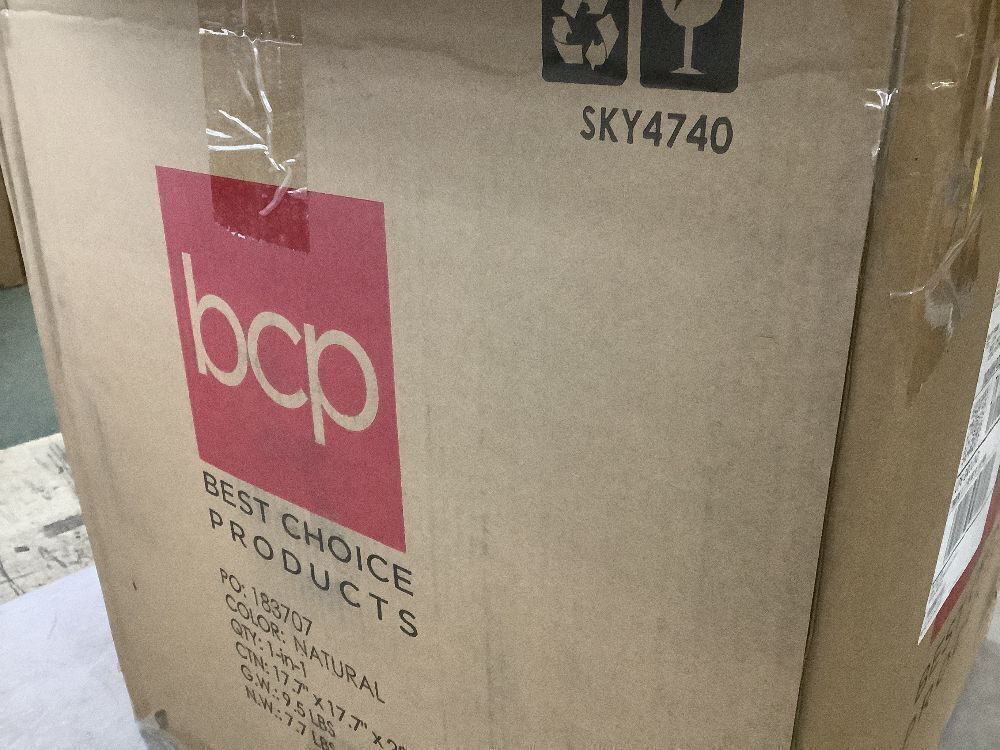 SKY4740
bcp
BEST CHOICE
PRODUCTS
PO: 183707
COLOR: NATURAL
QTY: 1-in-1
CTN: 17.7" X 17.7" X
G.W.: 9.5 LBS
N.W.: 7.7 LBS